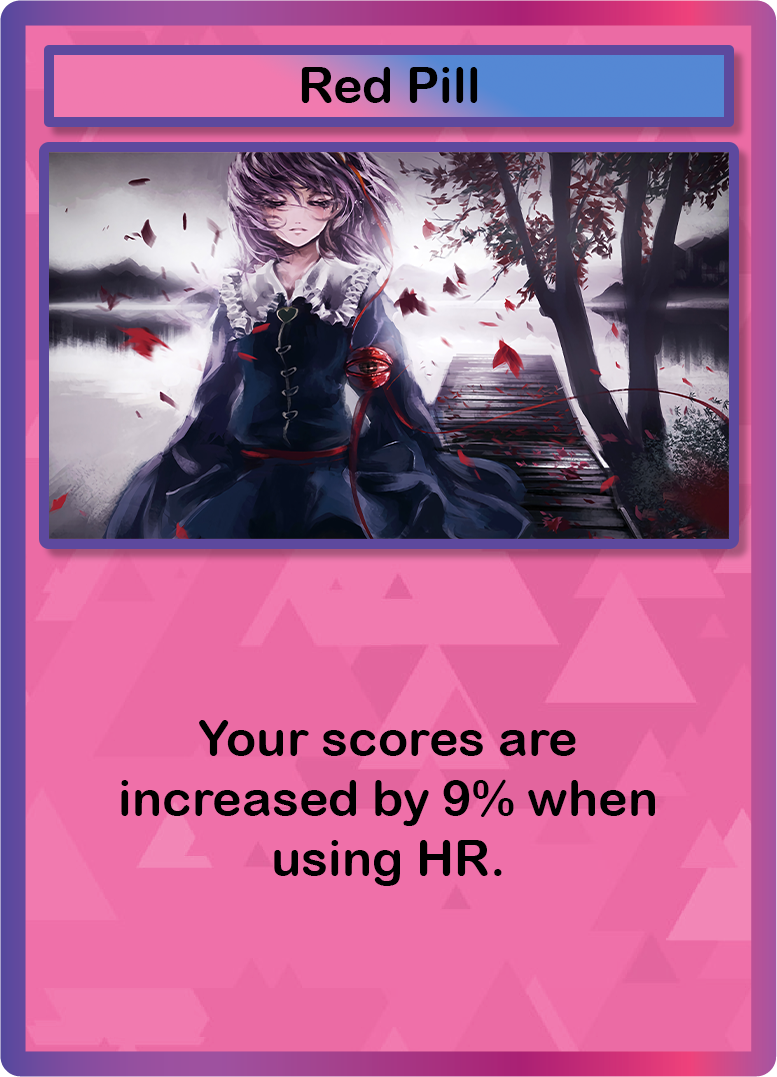 Red Pill
Your scores are
increased by 9% when
using HR.